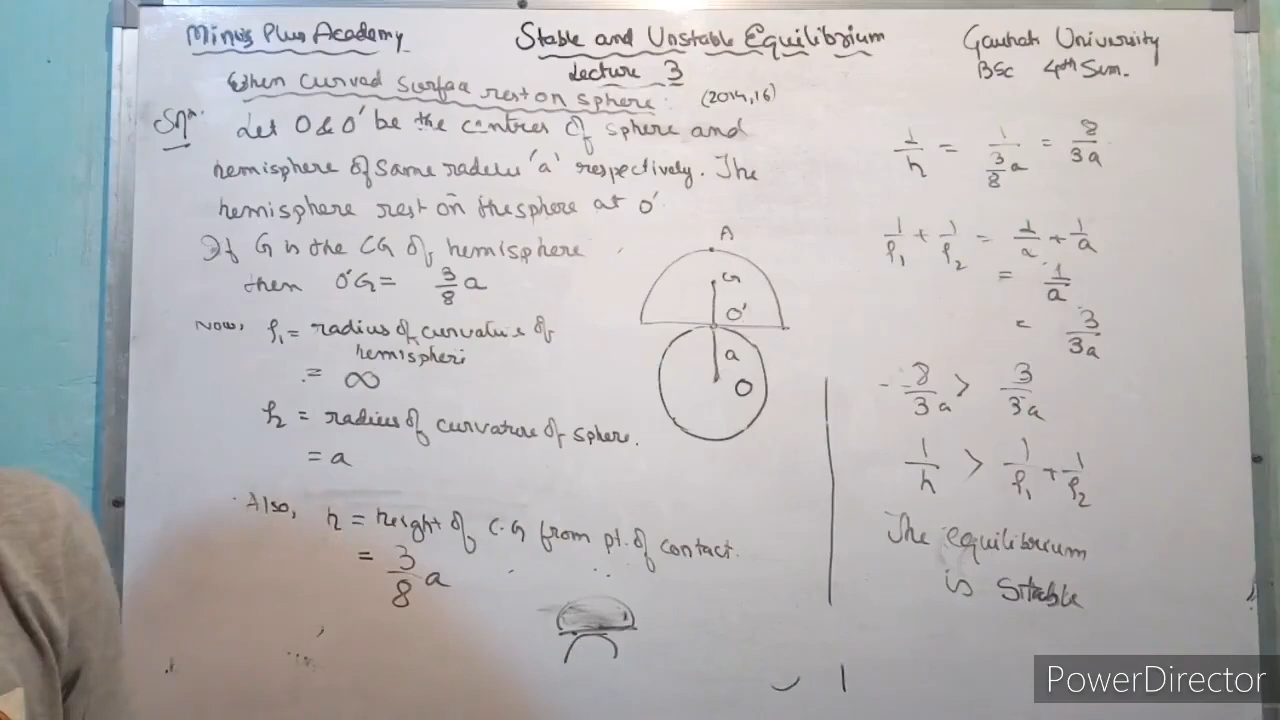 Minus Plus Academy
Stable and Unstable Equilibrium
Gauhati University
Lecture 3
BSc 4th Sem.
When curved surface rest on sphere
(2014,16)
Solⁿ.
Let O & O' be the centres of sphere and
hemisphere of same radius 'a' respectively. The
hemisphere rest on the sphere at O'
If G is the CG of hemisphere
then O'G = 3/8 a
Now, ρ₁ = radius of curvature of
hemisphere
= ∞
ρ₂ = radius of curvature of sphere.
= a
Also, h = height of C.G from pt. of contact.
= 3/8 a
A
G
O'
a
O
1/h = 1/(3/8 a) = 8/3a
1/ρ₁ + 1/ρ₂ = 1/∞ + 1/a
= 1/a
= 3/3a
8/3a > 3/3a
1/h > 1/ρ₁ + 1/ρ₂
The equilibrium
is stable
PowerDirector